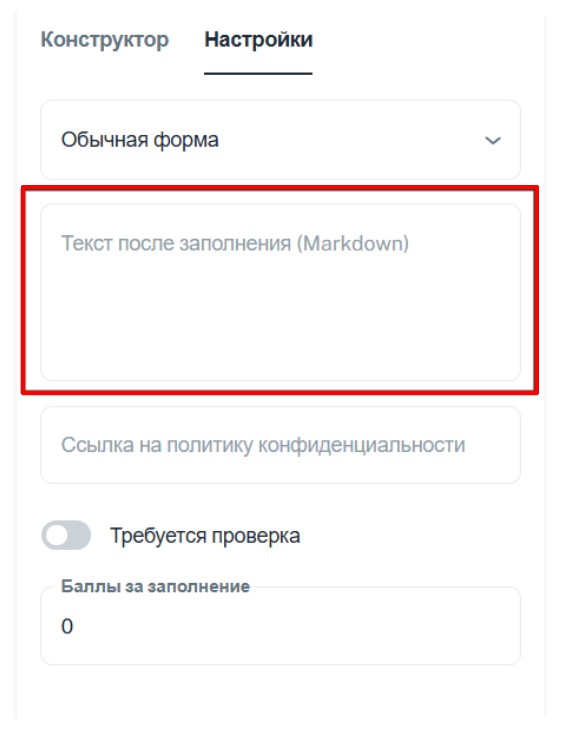 Конструктор Настройки
Обычная форма
Текст после заполнения (Markdown)
Ссылка на политику конфиденциальности
Требуется проверка
Баллы за заполнение
0